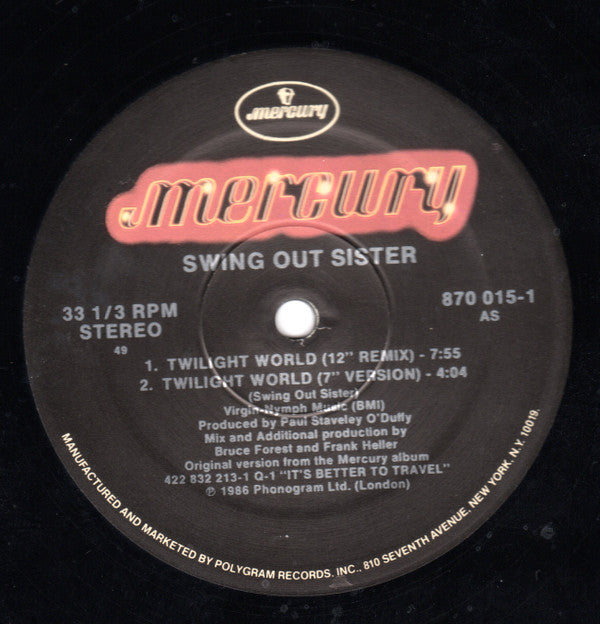 mercury
mercury
SWING OUT SISTER
33 1/3 RPM
STEREO
49
870 015-1
AS
1. TWILIGHT WORLD (12" REMIX) - 7:55
2. TWILIGHT WORLD (7" VERSION) - 4:04
(Swing Out Sister)
Virgin-Nymph Music (BMI)
Produced by Paul Staveley O'Duffy
Mix and Additional production by
Bruce Forest and Frank Heller
Original version from the Mercury album
422 832 213-1 Q-1 "IT'S BETTER TO TRAVEL"
℗ 1986 Phonogram Ltd. (London)
MANUFACTURED AND MARKETED BY POLYGRAM RECORDS. INC.. 810 SEVENTH AVENUE. NEW YORK. N.Y. 10019.